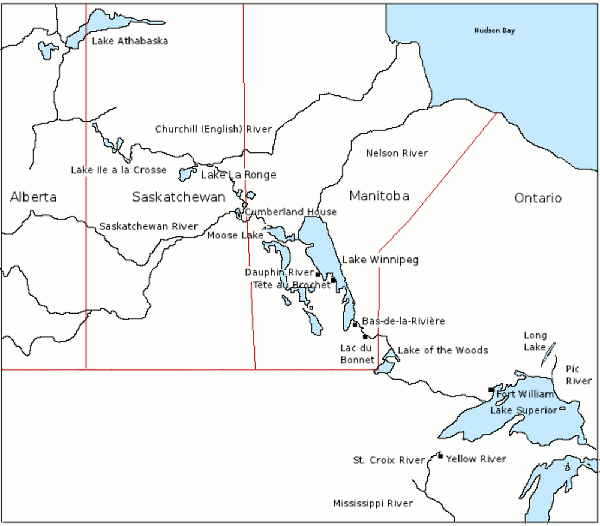 Hudson Bay
Lake Athabaska
Churchill (English) River
Nelson River
Lake Ile a la Crosse
Lake La Ronge
Alberta
Saskatchewan
Manitoba
Ontario
Cumberland House
Saskatchewan River
Moose Lake
Lake Winnipeg
Dauphin River
Tête au Brochet
Bas-de-la-Rivière
Lac du
Bonnet
Lake of the Woods
Long
Lake
Pic
River
Fort William
Lake Superior
St. Croix River
Yellow River
Mississippi River